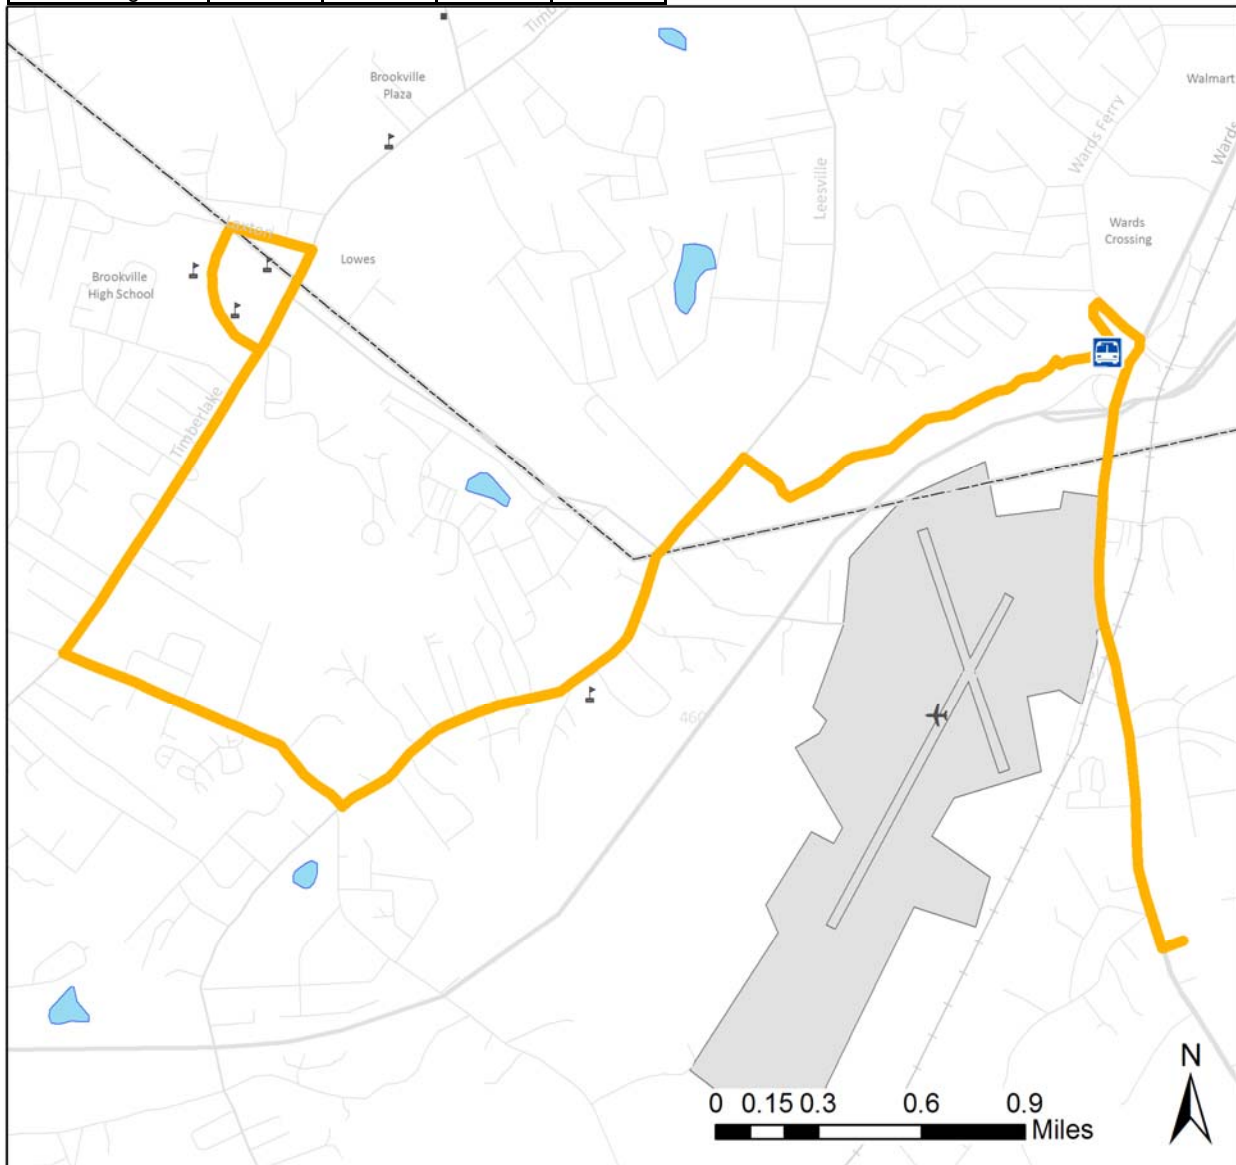 Timb
Brookville
Plaza
Walmart
Wards Ferry
Wards
Leesville
Wards
Crossing
Lowes
Brookville
High School
Timberlake
460
N
0 0.15 0.3 0.6 0.9
Miles